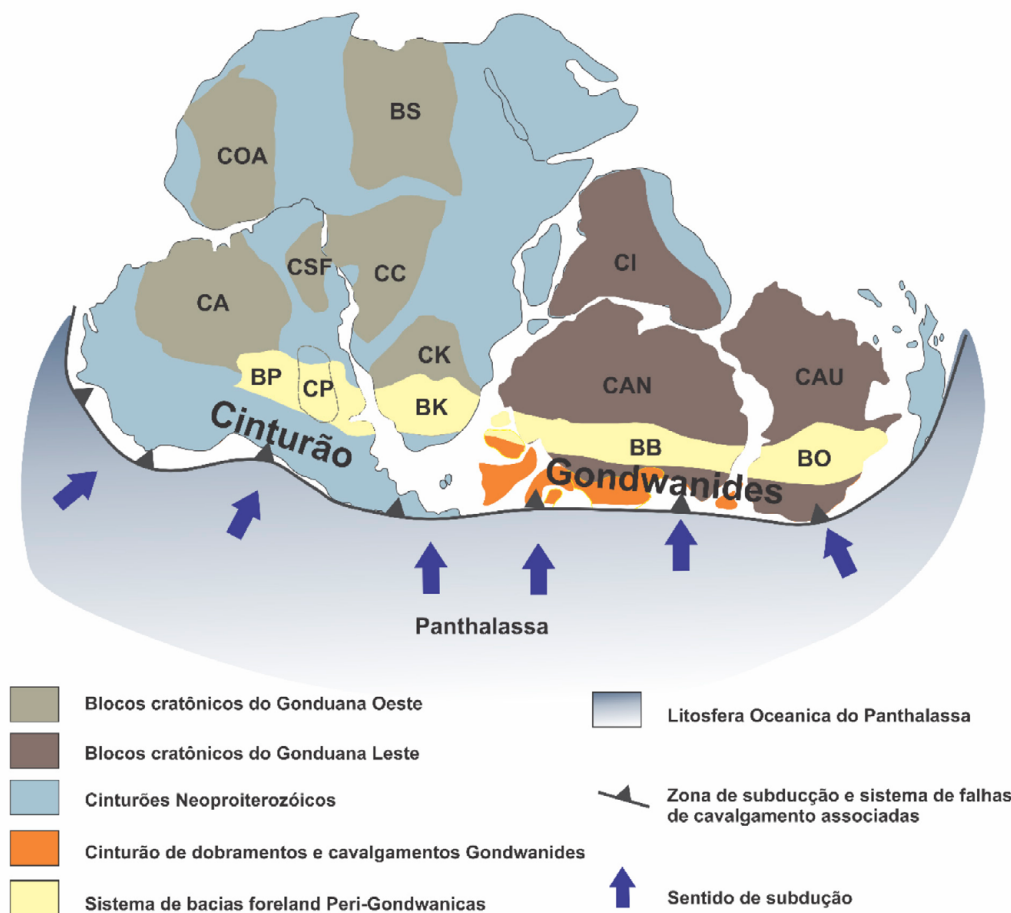 BS
COA
CSF
CC
CI
CA
CK
CAN
CAU
BP
CP
BK
BB
BO
Cinturão
Gondwanides
Panthalassa
Blocos cratônicos do Gonduana Oeste
Blocos cratônicos do Gonduana Leste
Cinturões Neoproiterozóicos
Cinturão de dobramentos e cavalgamentos Gondwanides
Sistema de bacias foreland Peri-Gondwanicas
Litosfera Oceanica do Panthalassa
Zona de subducção e sistema de falhas
de cavalgamento associadas
Sentido de subdução